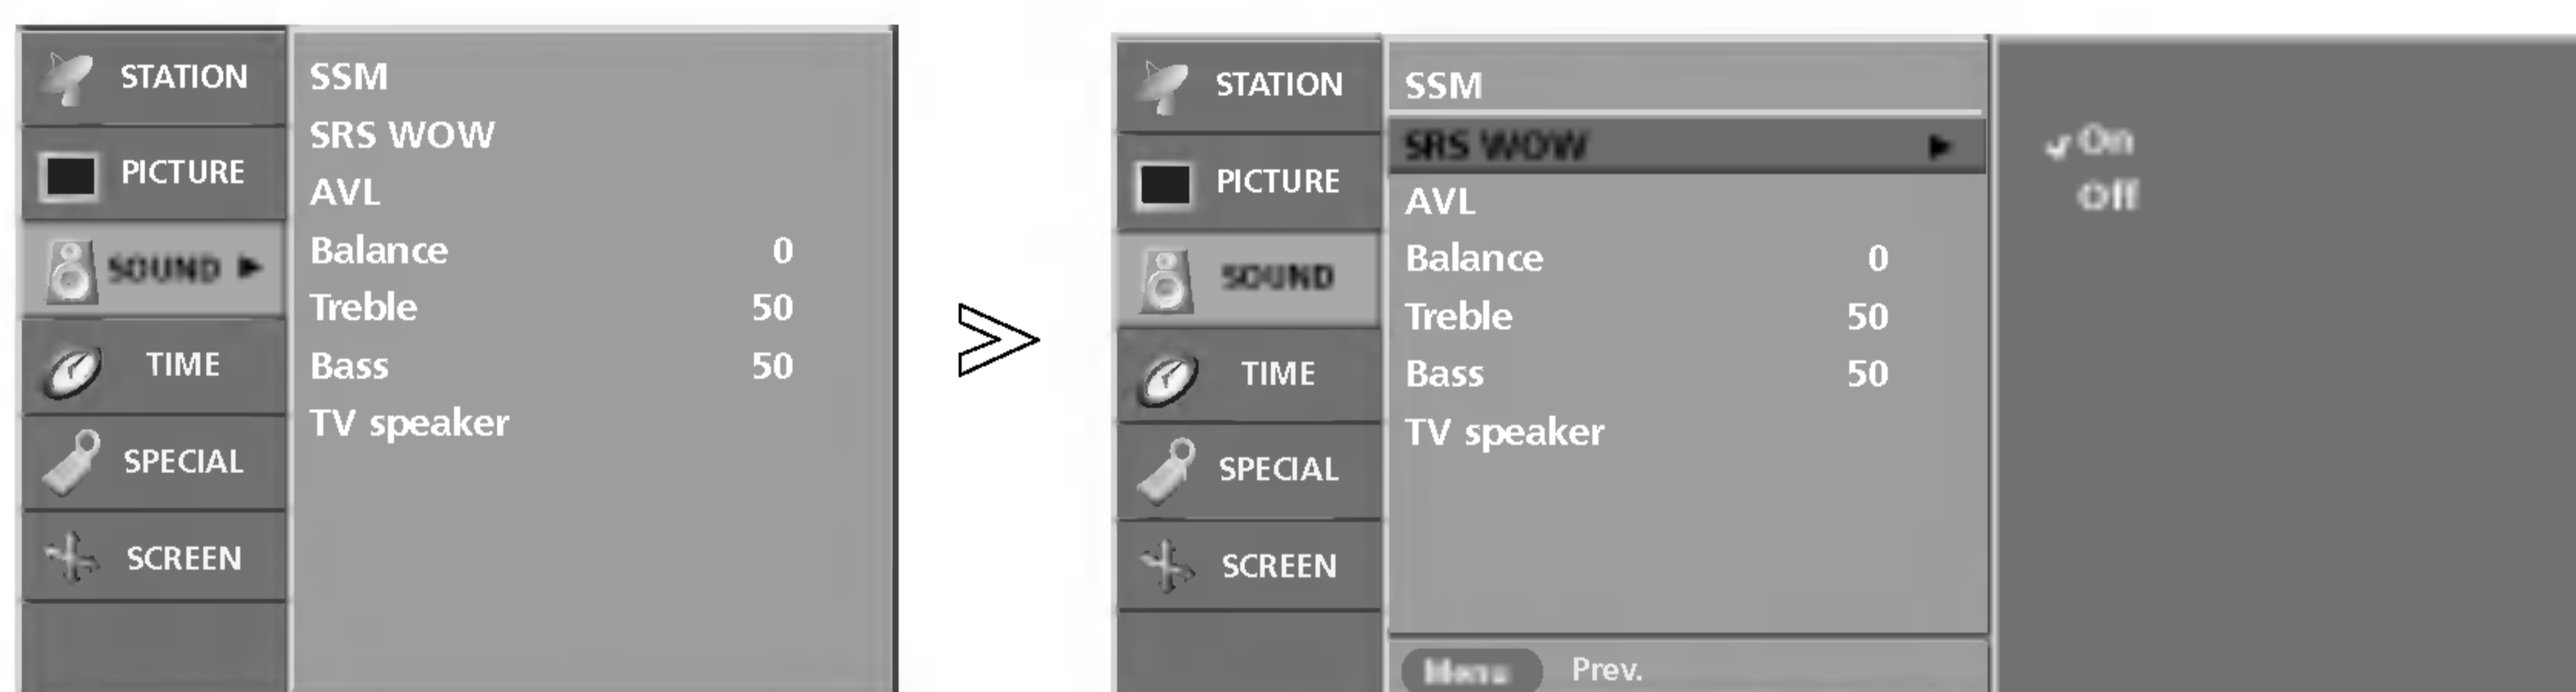 STATION
PICTURE
SOUND ▶
TIME
SPECIAL
SCREEN
SSM
SRS WOW
AVL
Balance 0
Treble 50
Bass 50
TV speaker
STATION
PICTURE
SOUND
TIME
SPECIAL
SCREEN
SSM
SRS WOW ▶
AVL
Balance 0
Treble 50
Bass 50
TV speaker
Menu Prev.
✓ On
Off